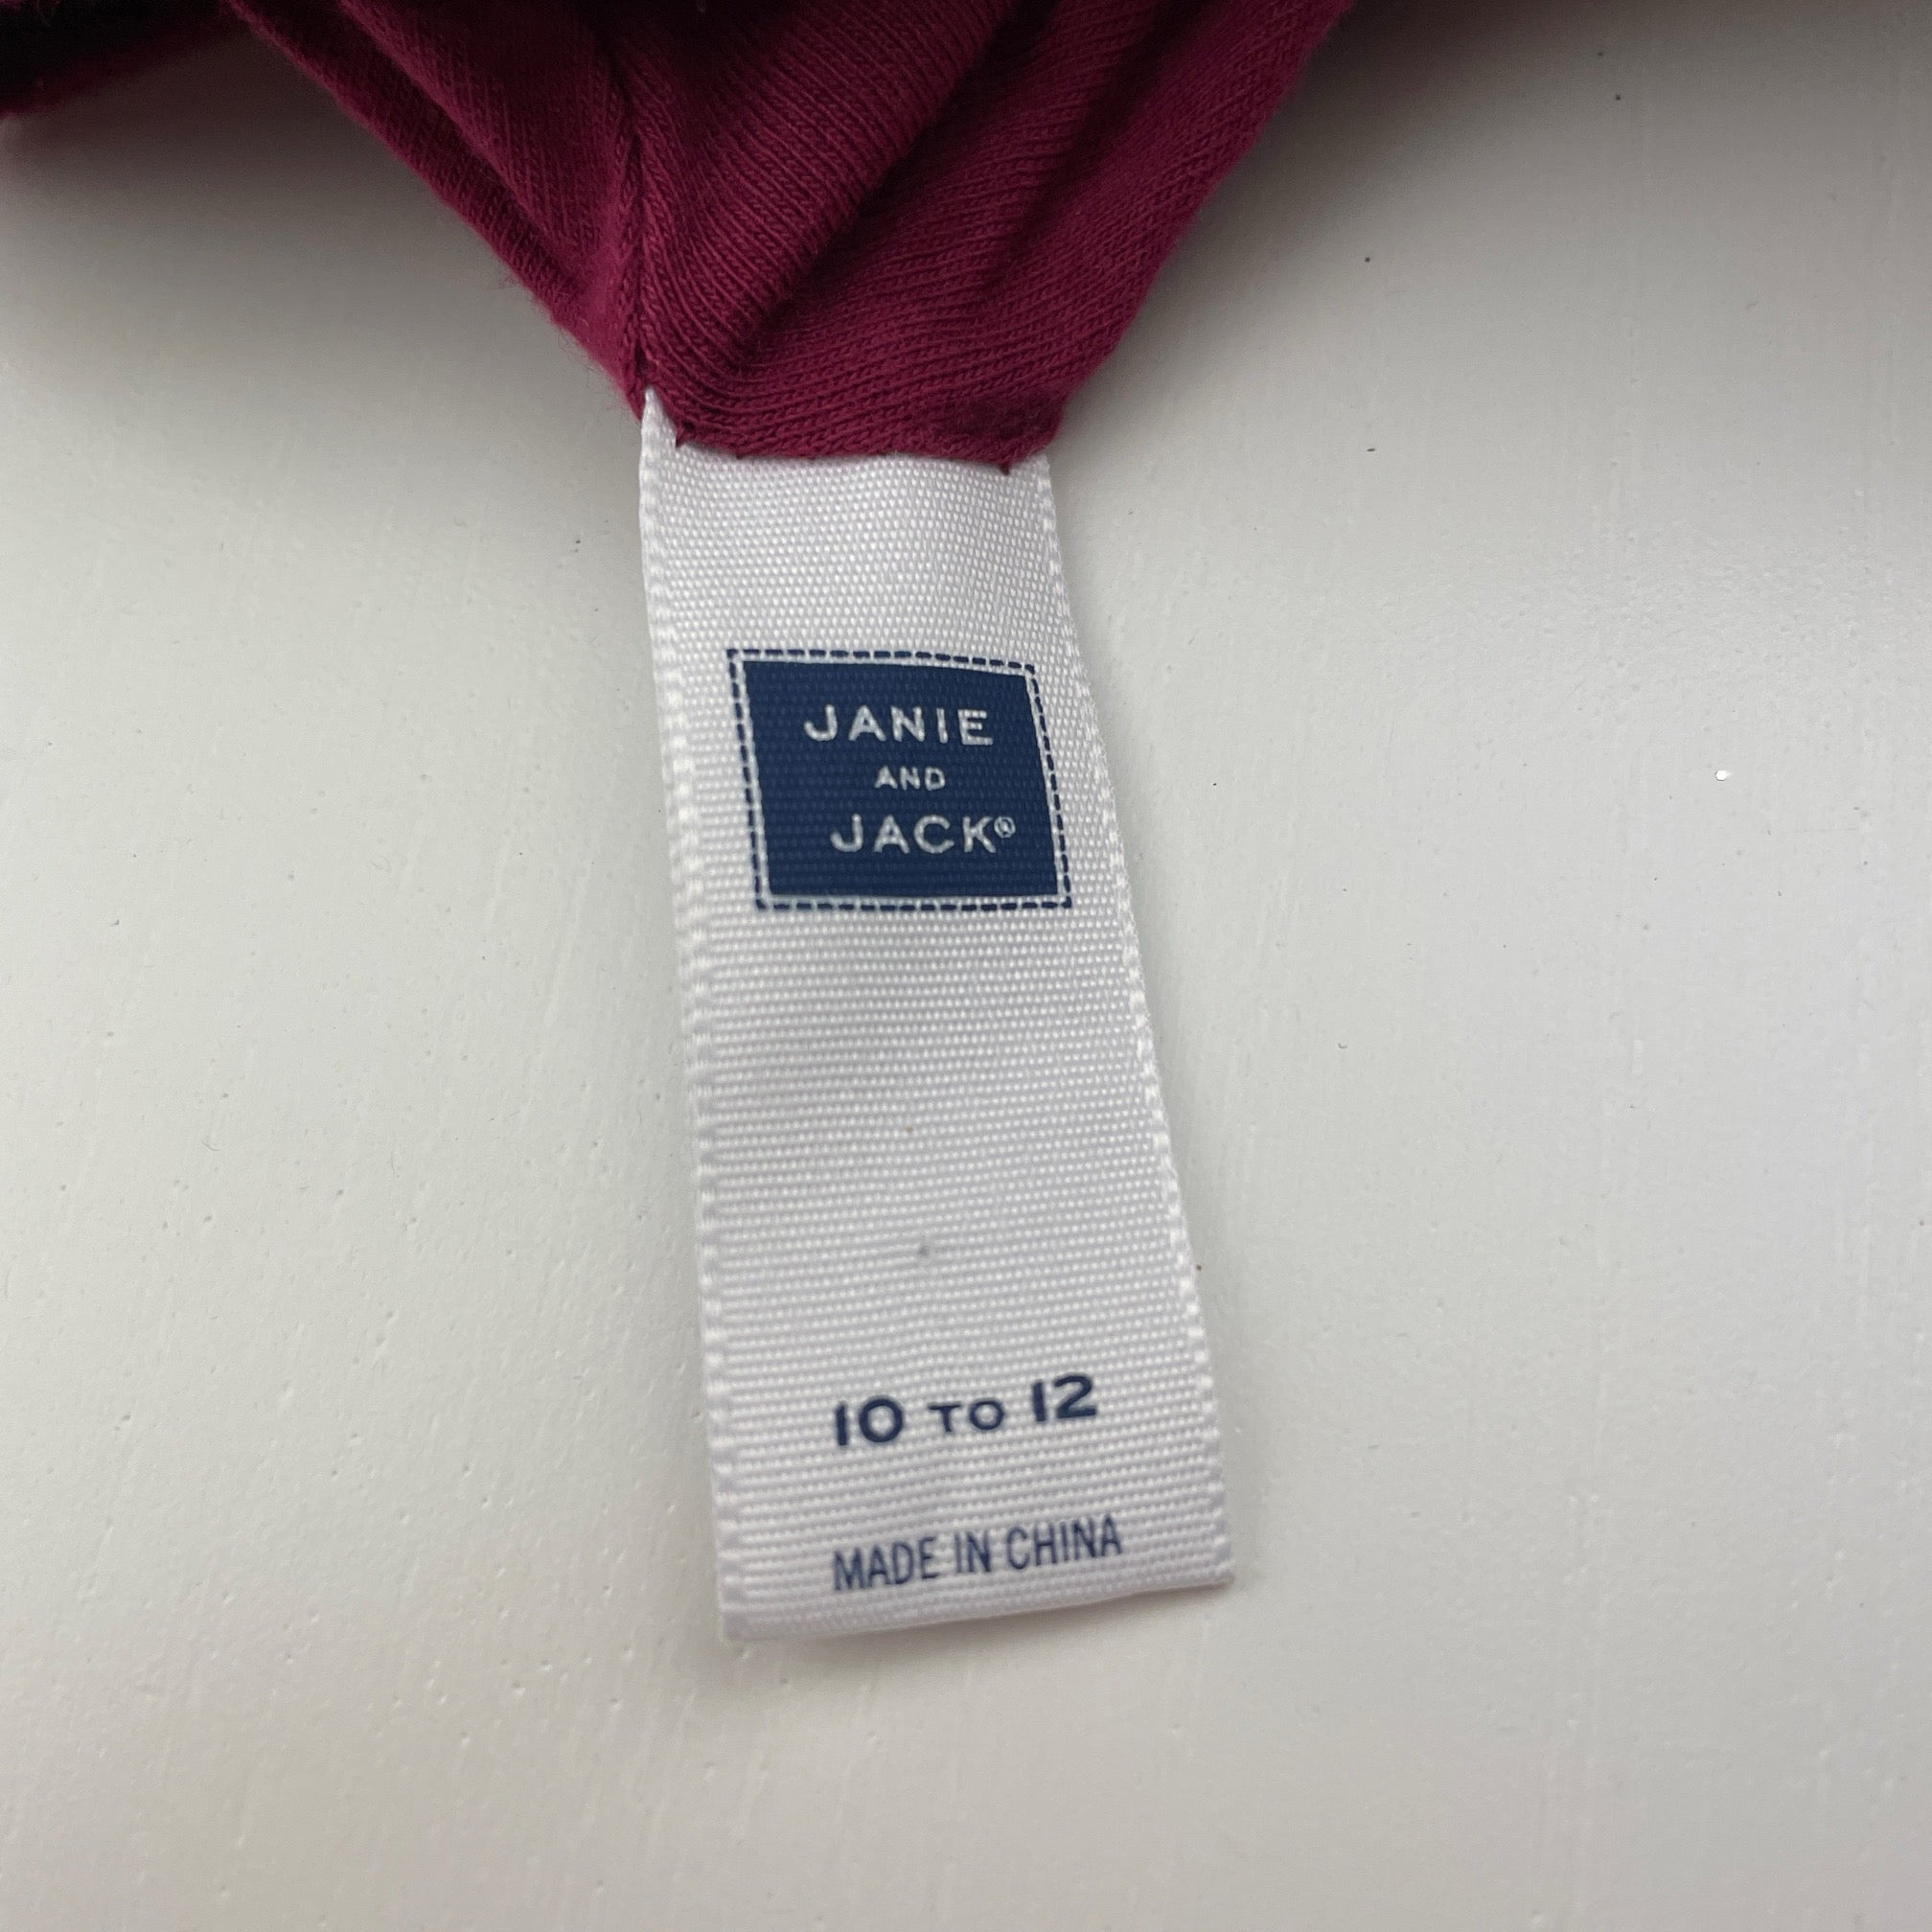 JANIE
AND
JACK®
10 TO 12
MADE IN CHINA